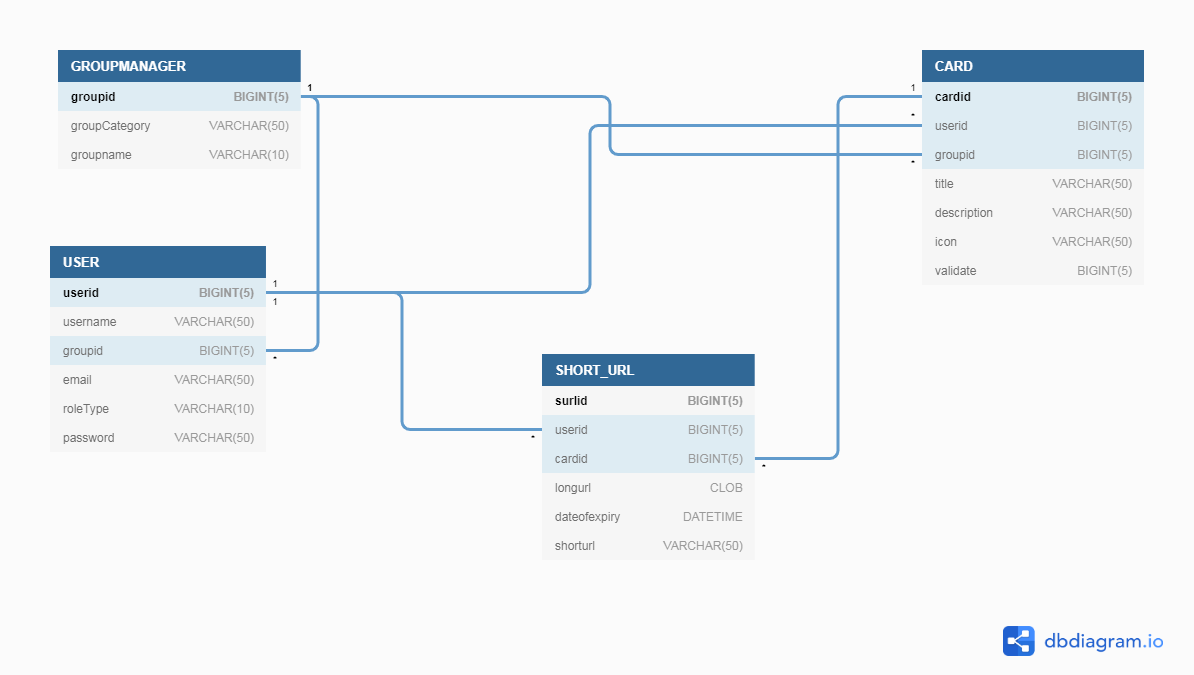 GROUPMANAGER
groupid BIGINT(5)
groupCategory VARCHAR(50)
groupname VARCHAR(10)
1
CARD
cardid BIGINT(5)
userid BIGINT(5)
groupid BIGINT(5)
title VARCHAR(50)
description VARCHAR(50)
icon VARCHAR(50)
validate BIGINT(5)
1
*
*
USER
userid BIGINT(5)
username VARCHAR(50)
groupid BIGINT(5)
email VARCHAR(50)
roleType VARCHAR(10)
password VARCHAR(50)
1
1
*
SHORT_URL
surlid BIGINT(5)
userid BIGINT(5)
cardid BIGINT(5)
longurl CLOB
dateofexpiry DATETIME
shorturl VARCHAR(50)
*
*
dbdiagram.io